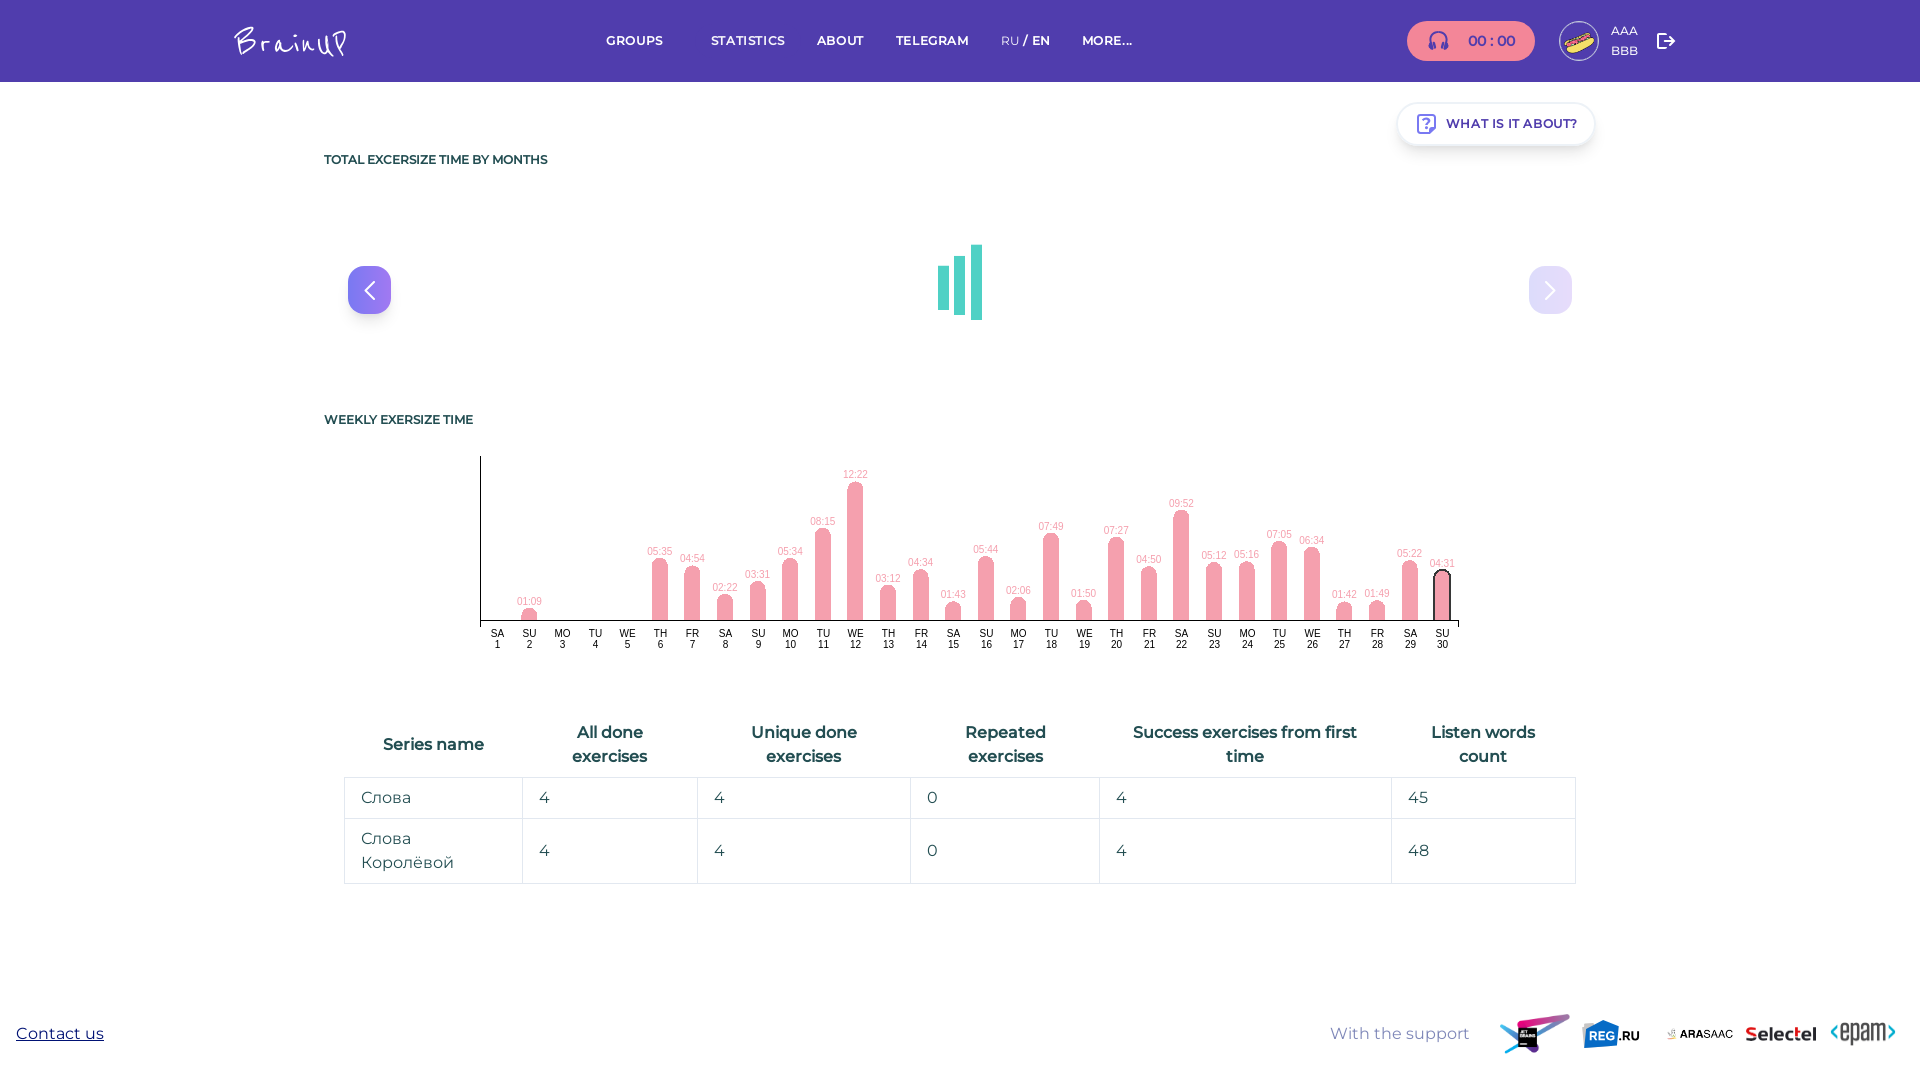 BrainUP
GROUPS
STATISTICS
ABOUT
TELEGRAM
RU / EN
MORE...
00 : 00
AAA
BBB
WHAT IS IT ABOUT?
TOTAL EXCERSIZE TIME BY MONTHS
WEEKLY EXERSIZE TIME
01:09 05:35 04:54 02:22 03:31 05:34 08:15 12:22 03:12 04:34 01:43 05:44 02:06 07:49 01:50 07:27 04:50 09:52 05:12 05:16 07:05 06:34 01:42 01:49 05:22 04:31
SA SU MO TU WE TH FR SA SU MO TU WE TH FR SA SU MO TU WE TH FR SA SU MO TU WE TH FR SA SU
1 2 3 4 5 6 7 8 9 10 11 12 13 14 15 16 17 18 19 20 21 22 23 24 25 26 27 28 29 30
Series name
All done
exercises
Unique done
exercises
Repeated
exercises
Success exercises from first
time
Listen words
count
Слова 4 4 0 4 45
Слова
Королёвой 4 4 0 4 48
Contact us
With the support
REG.RU
ARASAAC
Selectel
<epam>